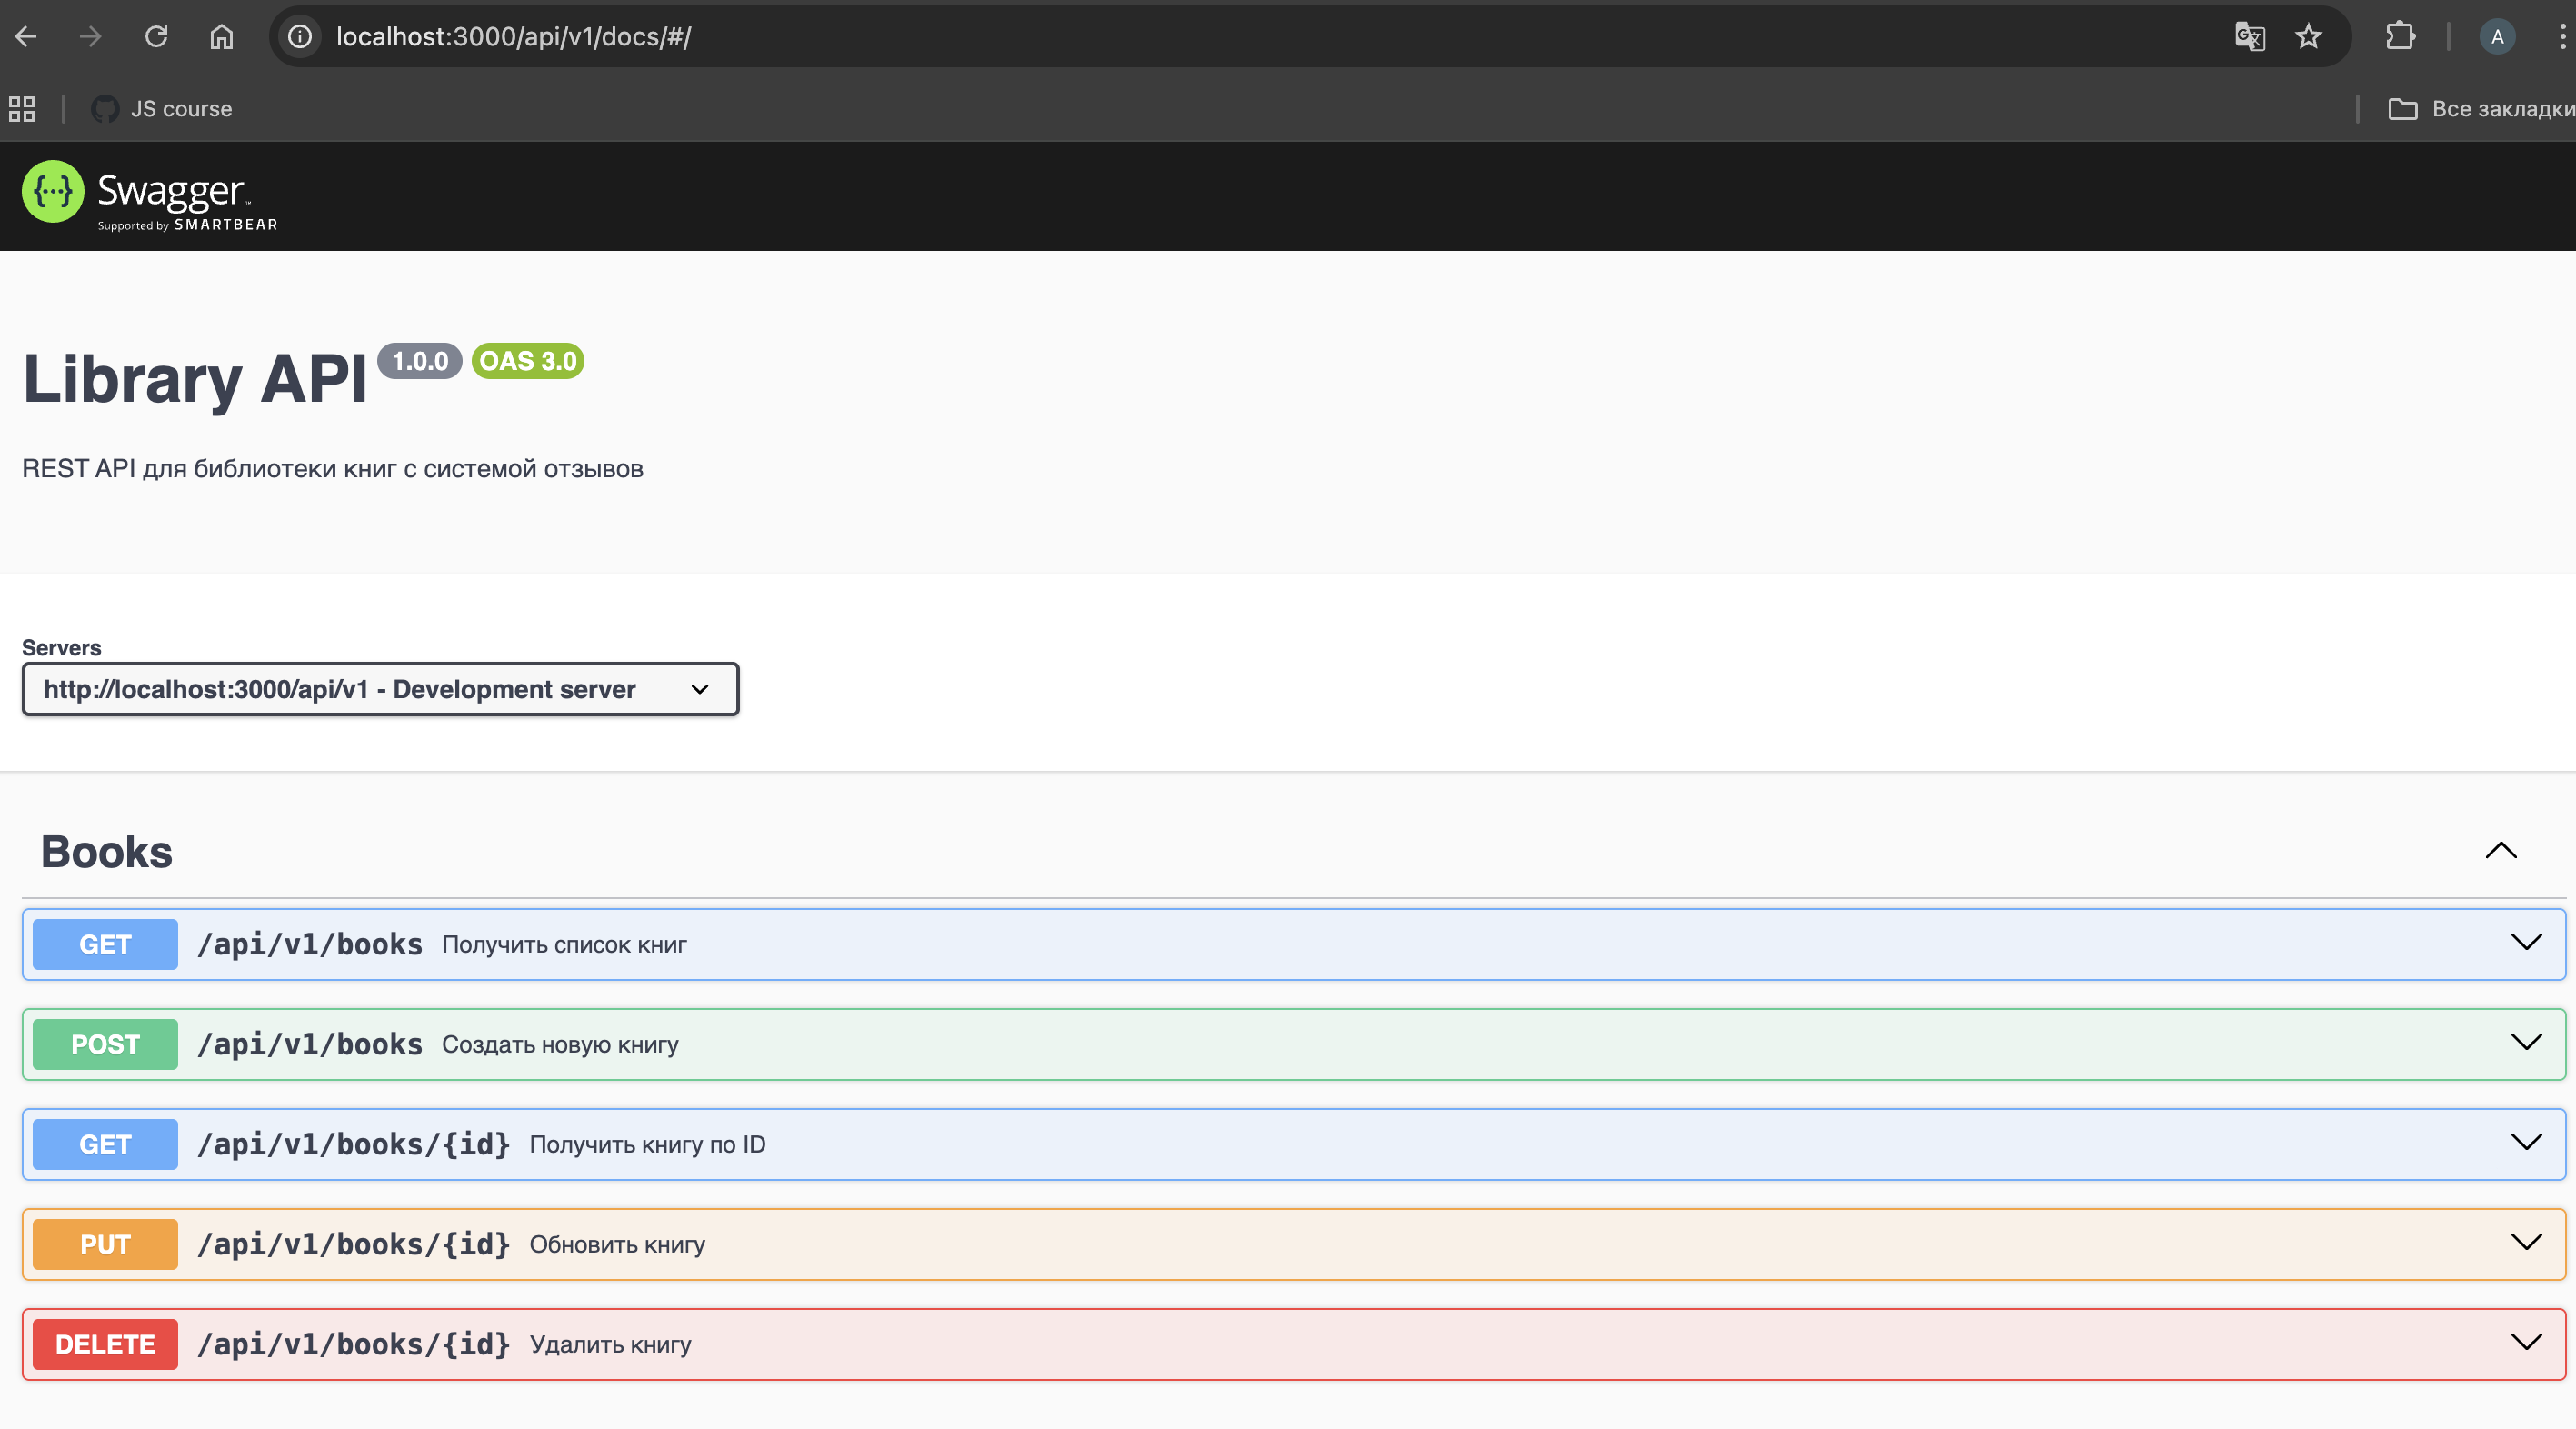 localhost:3000/api/v1/docs/#/
A
JS course
Все закладки
{···} Swagger™
Supported by SMARTBEAR
Library API 1.0.0 OAS 3.0
REST API для библиотеки книг с системой отзывов
Servers
http://localhost:3000/api/v1 - Development server
Books
GET /api/v1/books Получить список книг
POST /api/v1/books Создать новую книгу
GET /api/v1/books/{id} Получить книгу по ID
PUT /api/v1/books/{id} Обновить книгу
DELETE /api/v1/books/{id} Удалить книгу